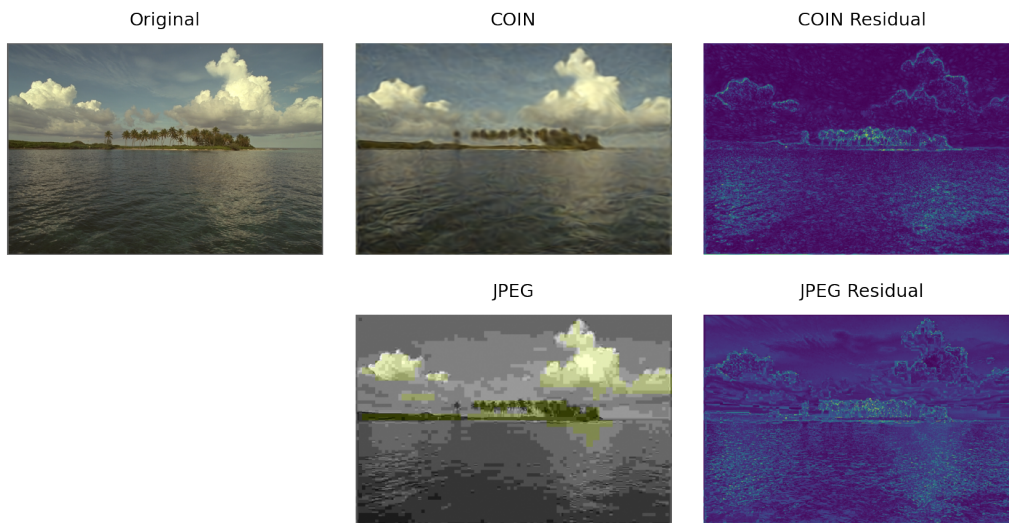 Original
COIN
COIN Residual
JPEG
JPEG Residual